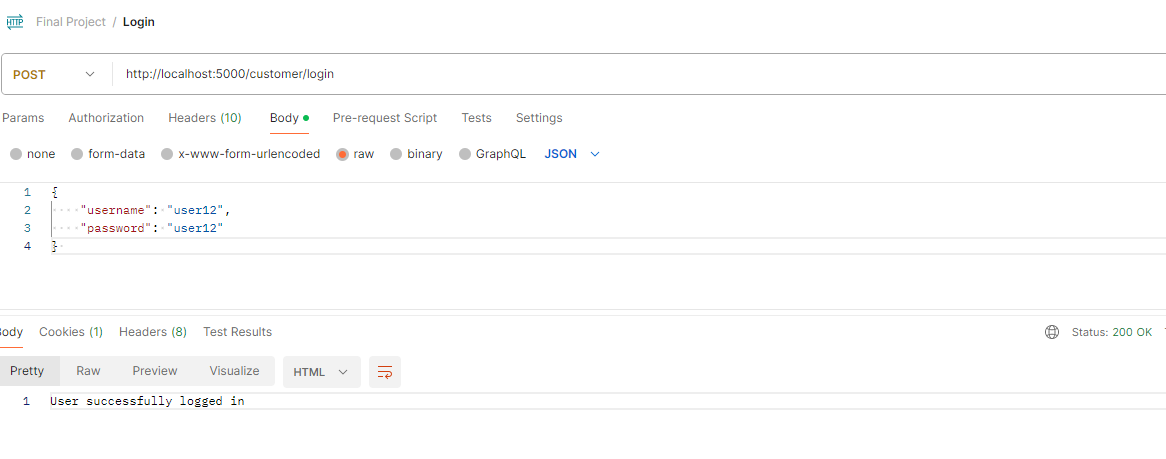 HTTP Final Project / Login
POST http://localhost:5000/customer/login
Params Authorization Headers (10) Body Pre-request Script Tests Settings
none form-data x-www-form-urlencoded raw binary GraphQL JSON
1 {
2 "username": "user12",
3 "password": "user12"
4 }
Body Cookies (1) Headers (8) Test Results Status: 200 OK
Pretty Raw Preview Visualize HTML
1 User successfully logged in